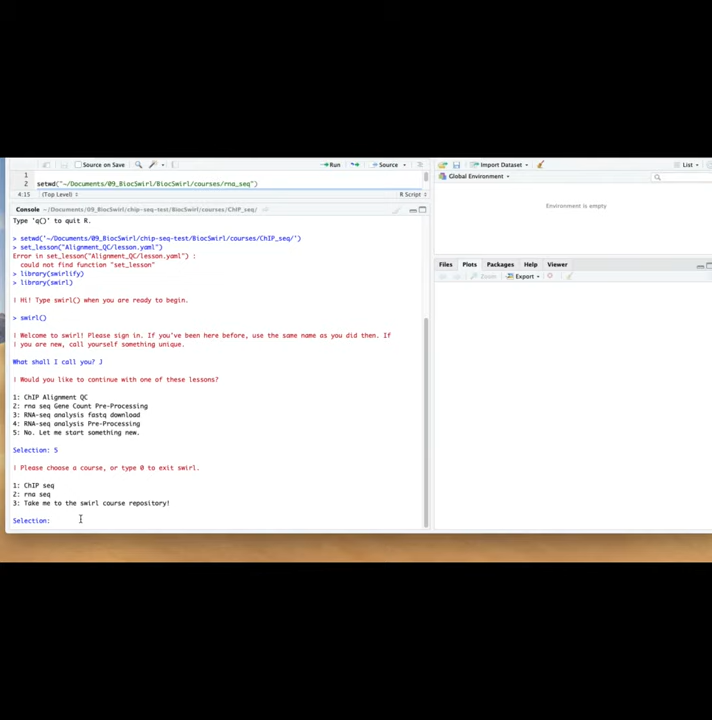 Source on Save Run Source
1
2 setwd("~/Documents/09_BiocSwirl/BiocSwirl/courses/rna_seq")
4:15 (Top Level) R Script
Console ~/Documents/09_BiocSwirl/chip-seq-test/BiocSwirl/courses/ChIP_seq/
Type 'q()' to quit R.
> setwd('~/Documents/09_BiocSwirl/chip-seq-test/BiocSwirl/courses/ChIP_seq/')
> set_lesson("Alignment_QC/lesson.yaml")
Error in set_lesson("Alignment_QC/lesson.yaml") :
could not find function "set_lesson"
> library(swirlify)
> library(swirl)
| Hi! Type swirl() when you are ready to begin.
> swirl()
| Welcome to swirl! Please sign in. If you've been here before, use the same name as you did then. If
| you are new, call yourself something unique.
What shall I call you? J
| Would you like to continue with one of these lessons?
1: ChIP Alignment QC
2: rna seq Gene Count Pre-Processing
3: RNA-seq analysis fastq download
4: RNA-seq analysis Pre-Processing
5: No. Let me start something new.
Selection: 5
| Please choose a course, or type 0 to exit swirl.
1: ChIP seq
2: rna seq
3: Take me to the swirl course repository!
Selection:
Import Dataset List
Global Environment
Environment is empty
Files Plots Packages Help Viewer
Zoom Export